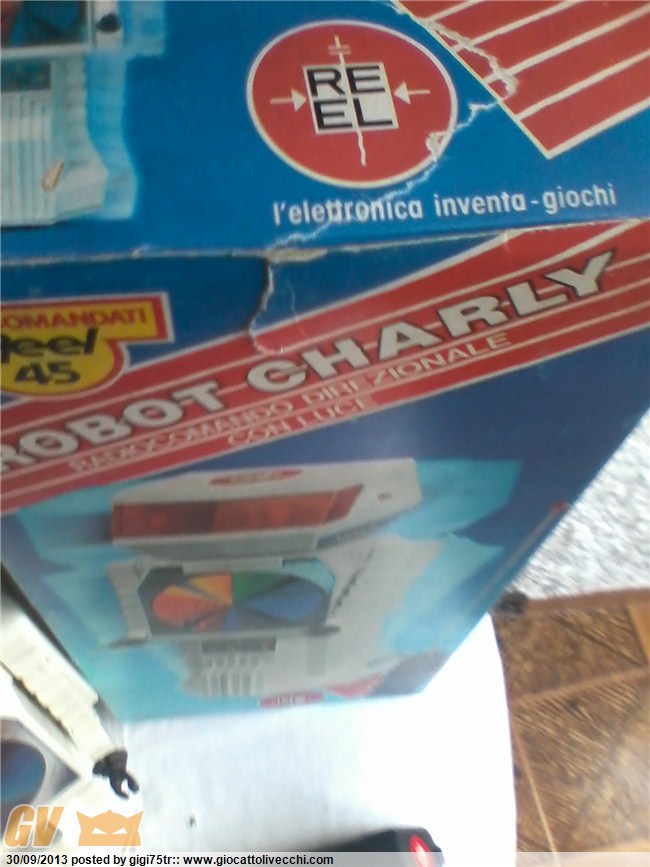 RE
EL
l'elettronica inventa-giochi
COMANDATI
reel
45
ROBOT CHARLY
RADIOCOMANDO DIREZIONALE
CON LUCE
GV
30/09/2013 posted by gigi75tr:: www.giocattolivecchi.com